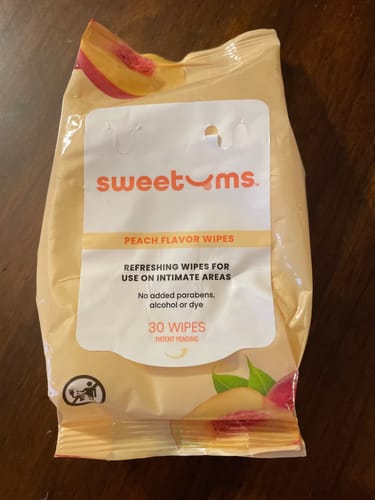 sweetums™
PEACH FLAVOR WIPES
REFRESHING WIPES FOR
USE ON INTIMATE AREAS
No added parabens,
alcohol or dye
30 WIPES
PATENT PENDING